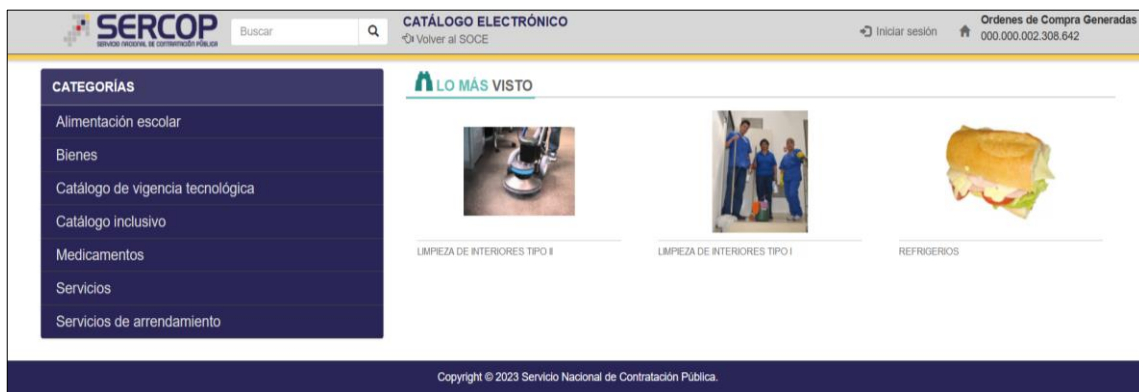 SERCOP
SERVICIO NACIONAL DE CONTRATACIÓN PÚBLICA
Buscar
CATÁLOGO ELECTRÓNICO
Volver al SOCE
Iniciar sesión
Ordenes de Compra Generadas
000.000.002.308.642
CATEGORÍAS
Alimentación escolar
Bienes
Catálogo de vigencia tecnológica
Catálogo inclusivo
Medicamentos
Servicios
Servicios de arrendamiento
LO MÁS VISTO
LIMPIEZA DE INTERIORES TIPO II
LIMPIEZA DE INTERIORES TIPO I
REFRIGERIOS
Copyright © 2023 Servicio Nacional de Contratación Pública.